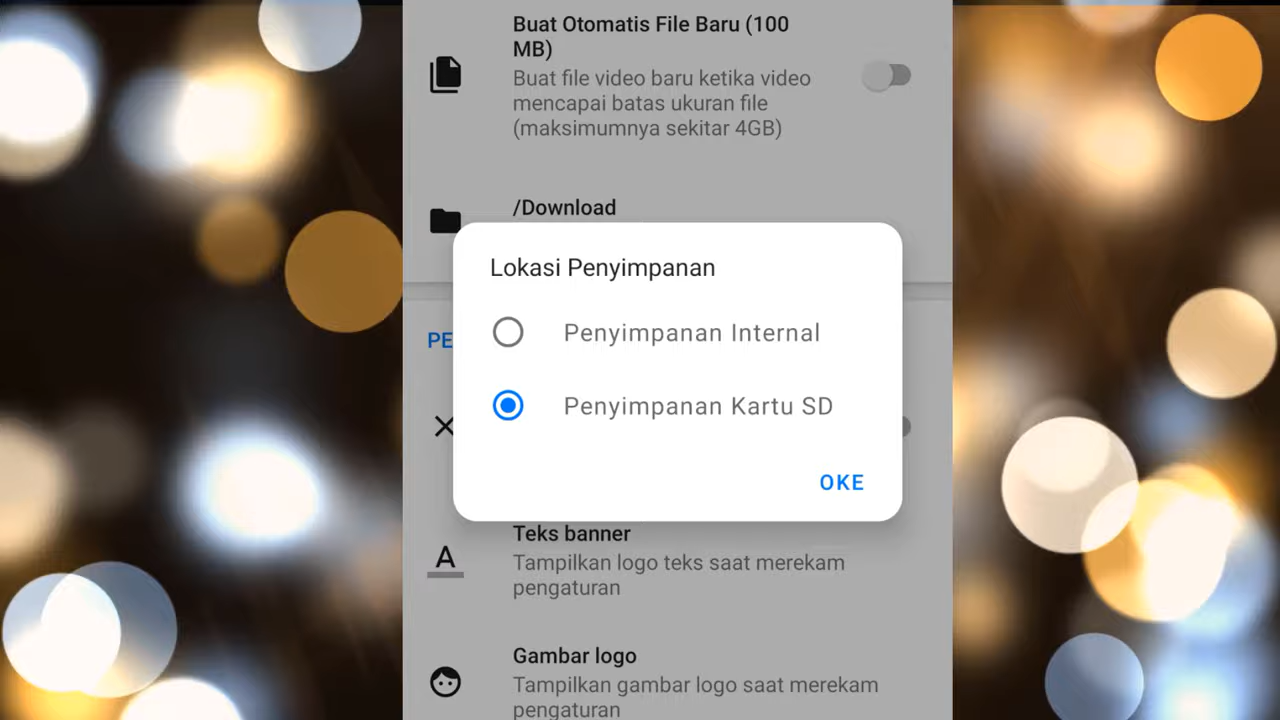 Buat Otomatis File Baru (100
MB)
Buat file video baru ketika video
mencapai batas ukuran file
(maksimumnya sekitar 4GB)
/Download
Lokasi Penyimpanan
Penyimpanan Internal
PE
Penyimpanan Kartu SD
OKE
Teks banner
A
Tampilkan logo teks saat merekam
pengaturan
Gambar logo
Tampilkan gambar logo saat merekam
pengaturan